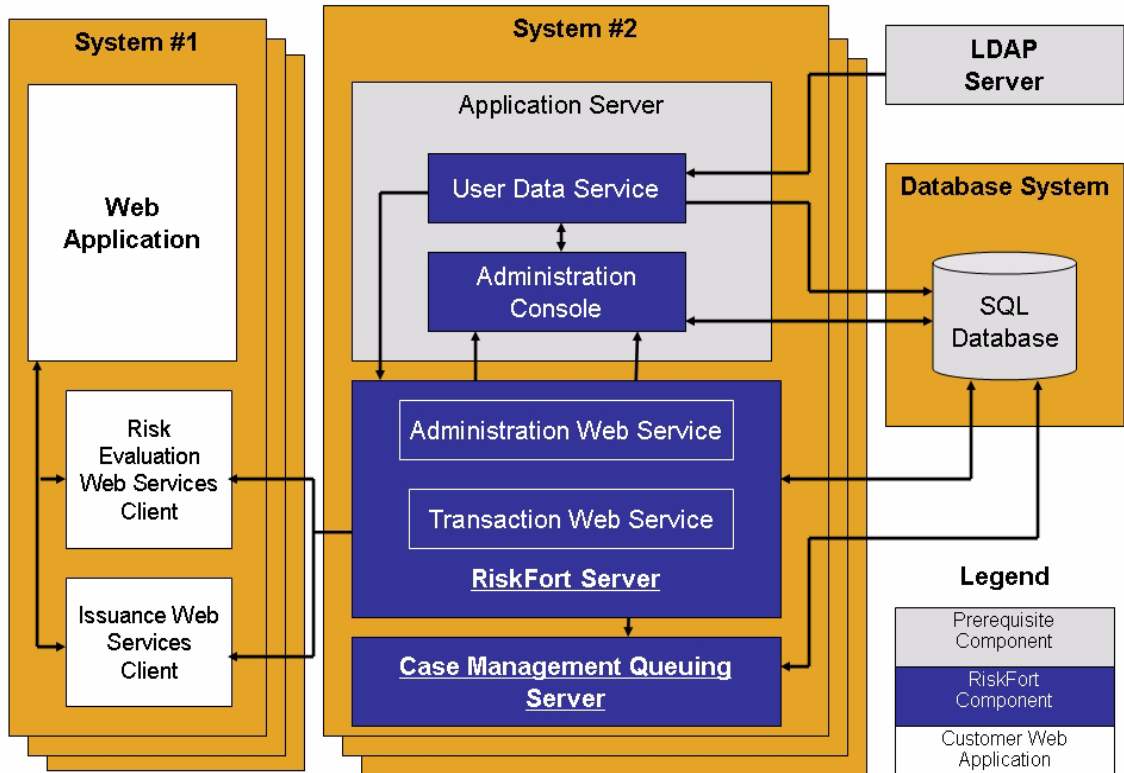 System #1
Web
Application
Risk
Evaluation
Web Services
Client
Issuance Web
Services
Client
System #2
Application Server
User Data Service
Administration
Console
Administration Web Service
Transaction Web Service
RiskFort Server
Case Management Queuing
Server
LDAP
Server
Database System
SQL
Database
Legend
Prerequisite
Component
RiskFort
Component
Customer Web
Application